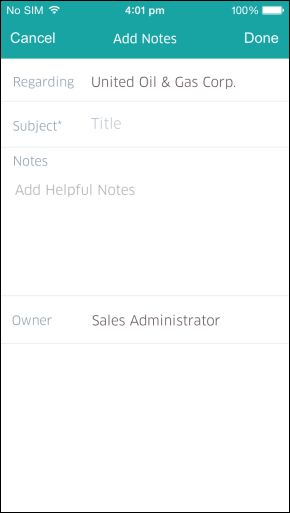 No SIM 4:01 pm 100%
Cancel Add Notes Done
Regarding United Oil & Gas Corp.
Subject* Title
Notes
Add Helpful Notes
Owner Sales Administrator